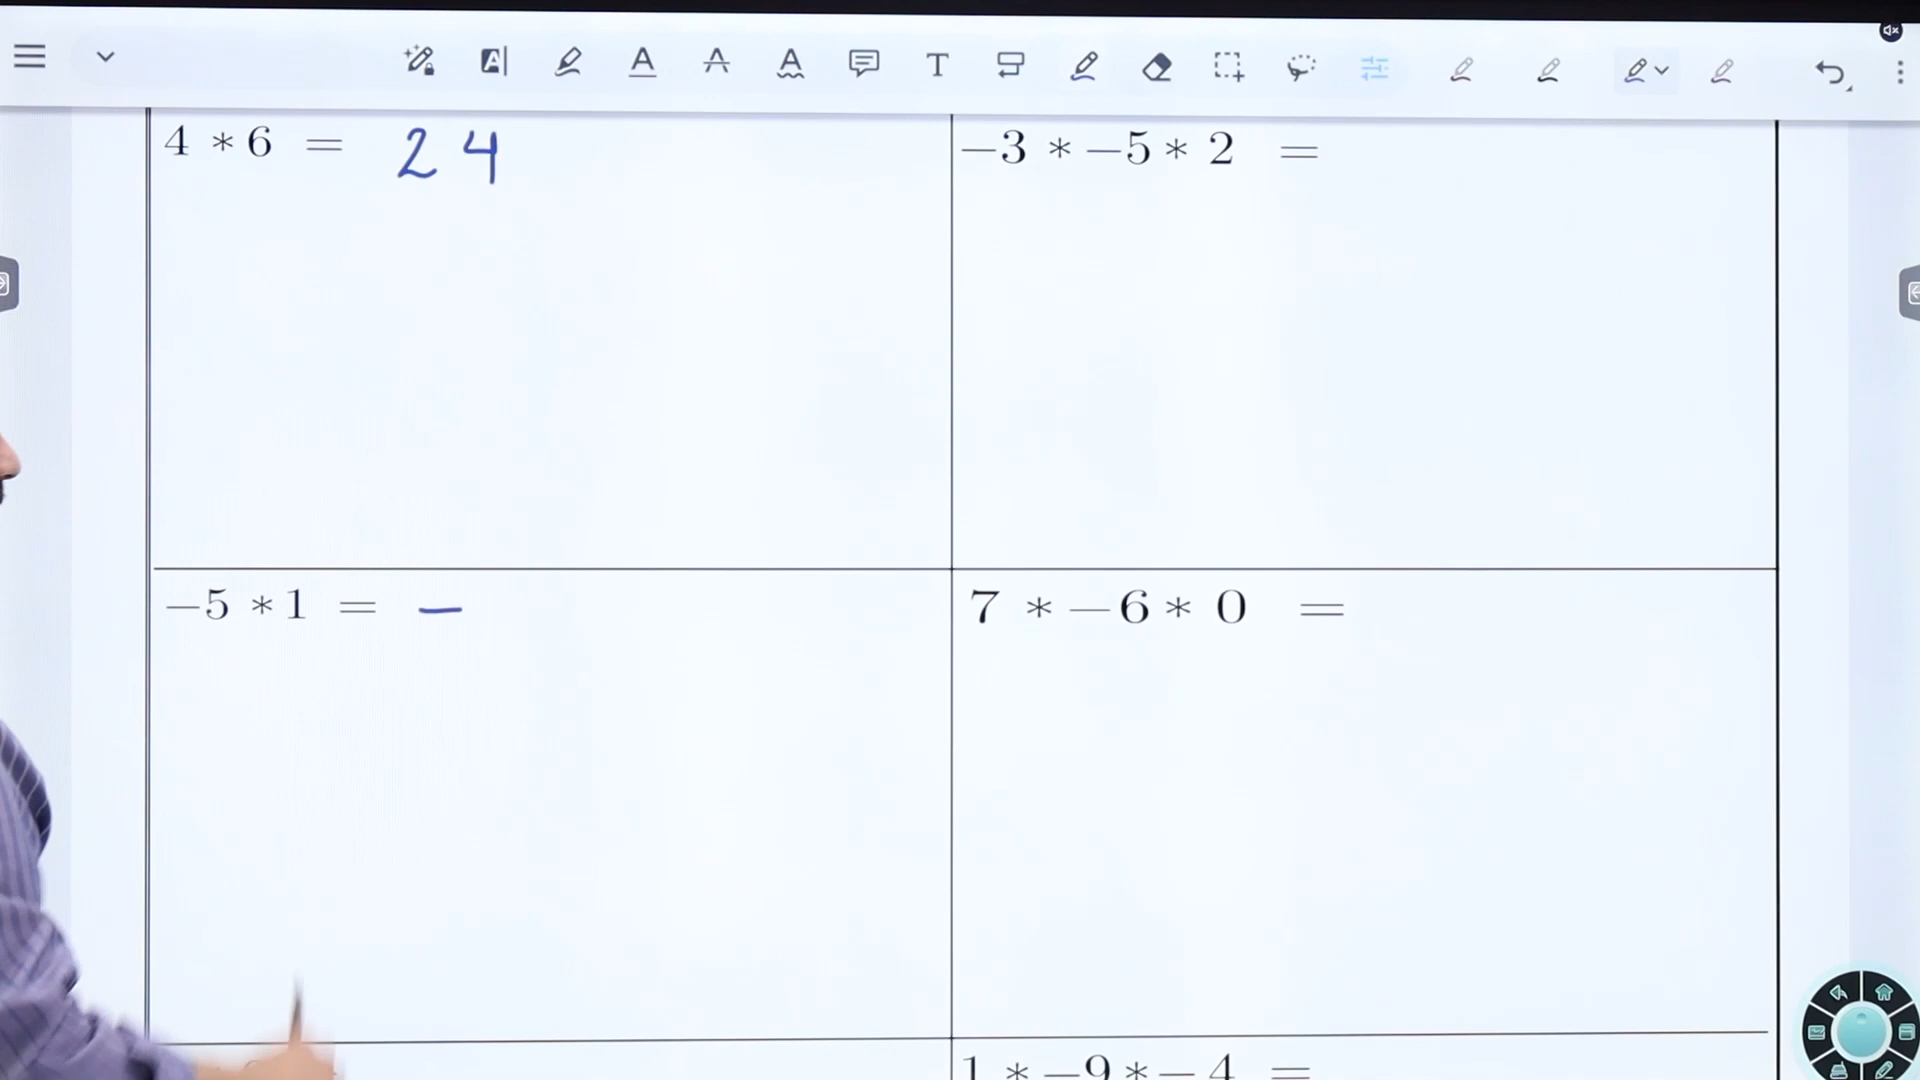 4 * 6 = 24
-3 * -5 * 2 =
-5 * 1 = -
7 * -6 * 0 =
1 * -9 * -4 =